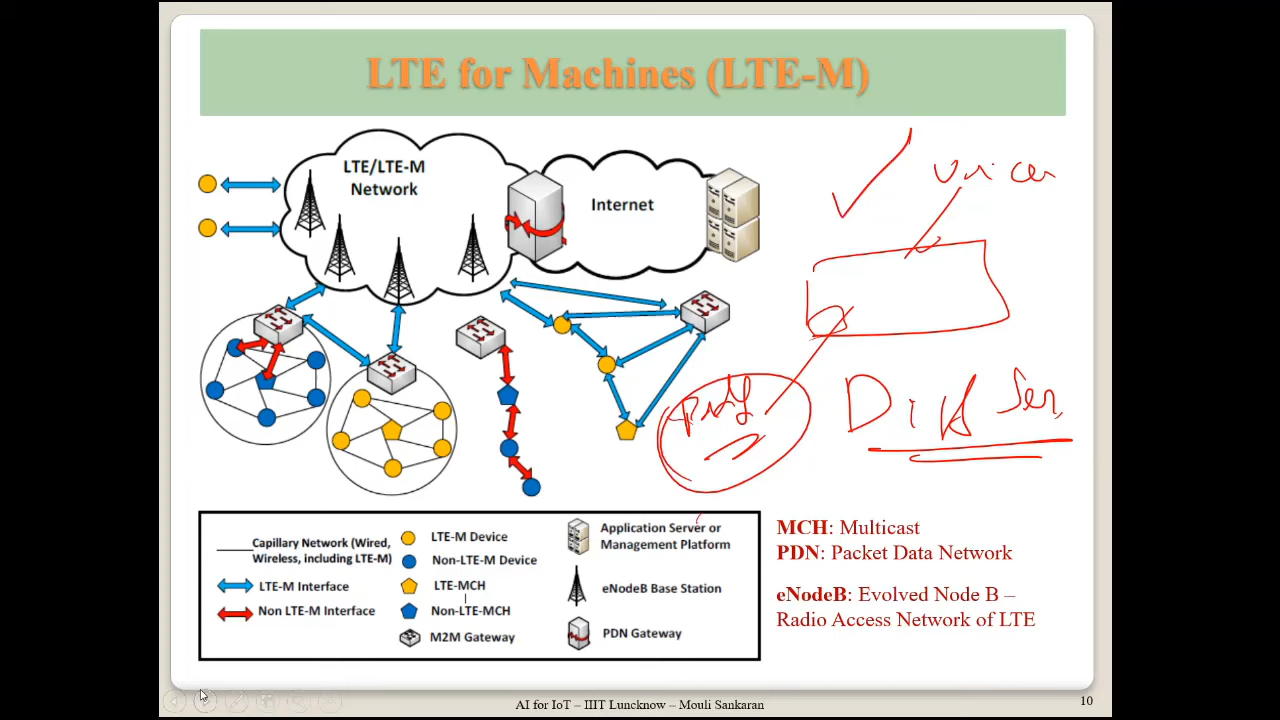 LTE for Machines (LTE-M)
LTE/LTE-M
Network
Internet
Capillary Network (Wired,
Wireless, including LTE-M)
LTE-M Interface
Non LTE-M Interface
LTE-M Device
Non-LTE-M Device
LTE-MCH
Non-LTE-MCH
M2M Gateway
Application Server or
Management Platform
eNodeB Base Station
PDN Gateway
MCH: Multicast
PDN: Packet Data Network
eNodeB: Evolved Node B –
Radio Access Network of LTE
AI for IoT – IIIT Luncknow – Mouli Sankaran
10